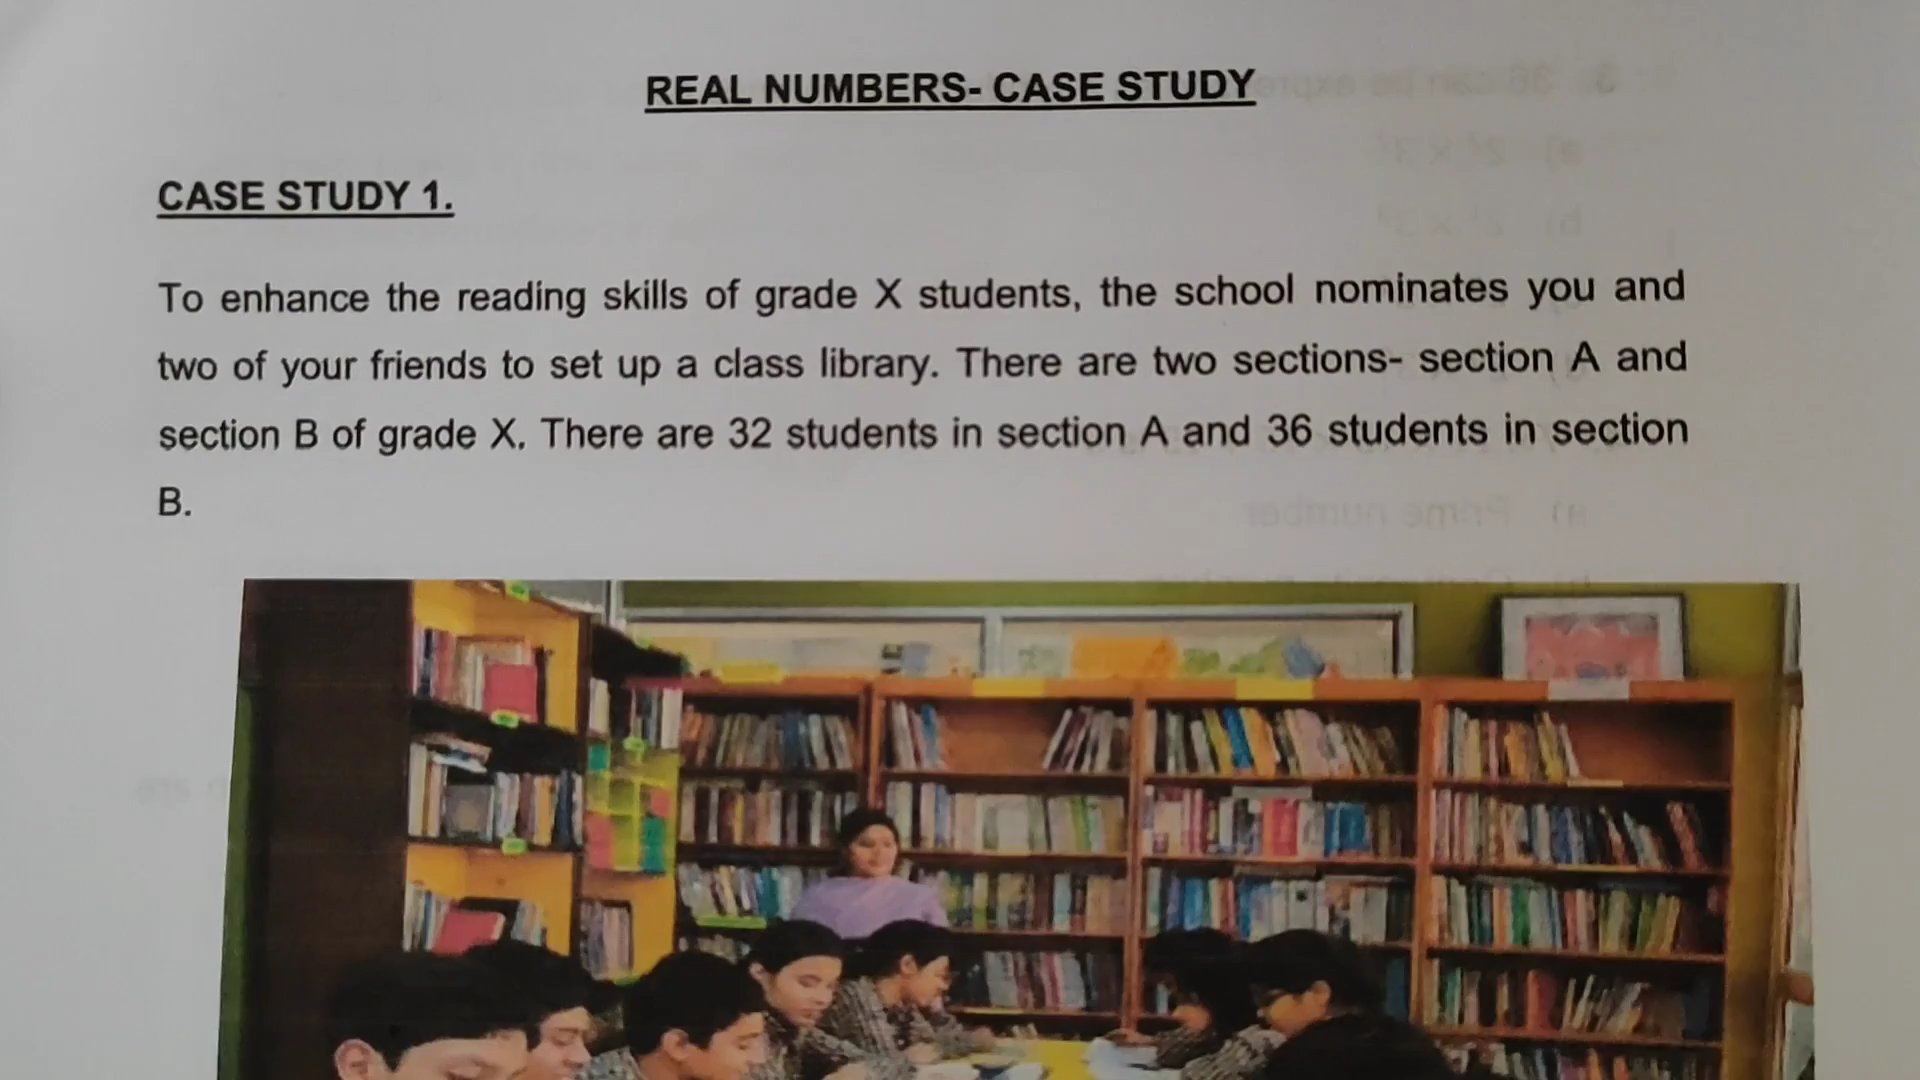 REAL NUMBERS- CASE STUDY
CASE STUDY 1.
To enhance the reading skills of grade X students, the school nominates you and
two of your friends to set up a class library. There are two sections- section A and
section B of grade X. There are 32 students in section A and 36 students in section
B.